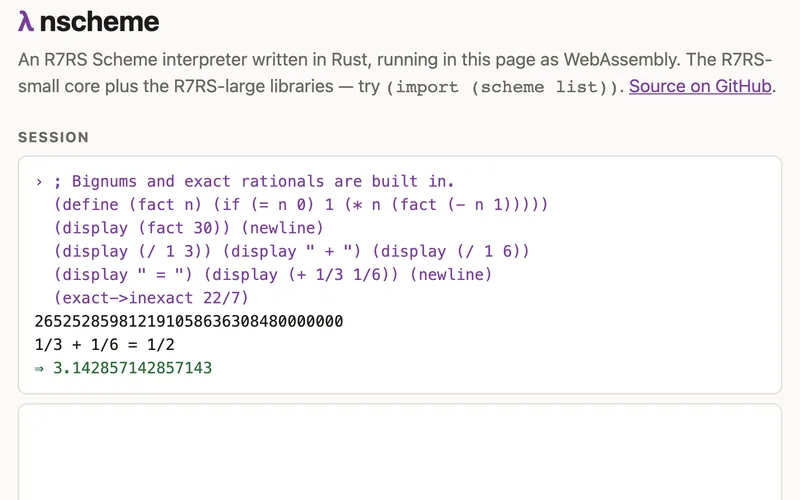 λ nscheme
An R7RS Scheme interpreter written in Rust, running in this page as WebAssembly. The R7RS-
small core plus the R7RS-large libraries — try (import (scheme list)). Source on GitHub.
SESSION
› ; Bignums and exact rationals are built in.
(define (fact n) (if (= n 0) 1 (* n (fact (- n 1)))))
(display (fact 30)) (newline)
(display (/ 1 3)) (display " + ") (display (/ 1 6))
(display " = ") (display (+ 1/3 1/6)) (newline)
(exact->inexact 22/7)
265252859812191058636308480000000
1/3 + 1/6 = 1/2
⇒ 3.142857142857143